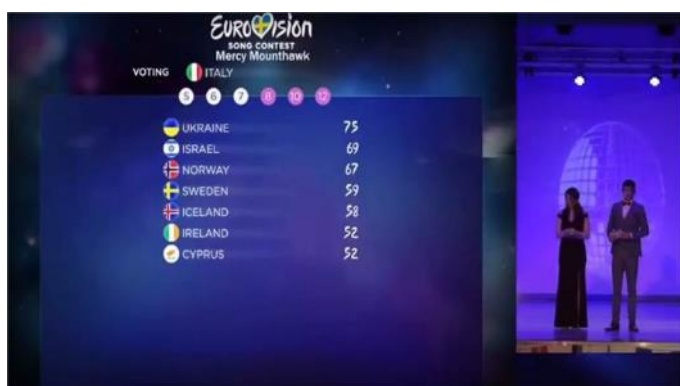 EUROVISION
SONG CONTEST
Mercy Mounthawk
VOTING ITALY
5 6 7 8 10 12
UKRAINE 75
ISRAEL 69
NORWAY 67
SWEDEN 59
ICELAND 58
IRELAND 52
CYPRUS 52